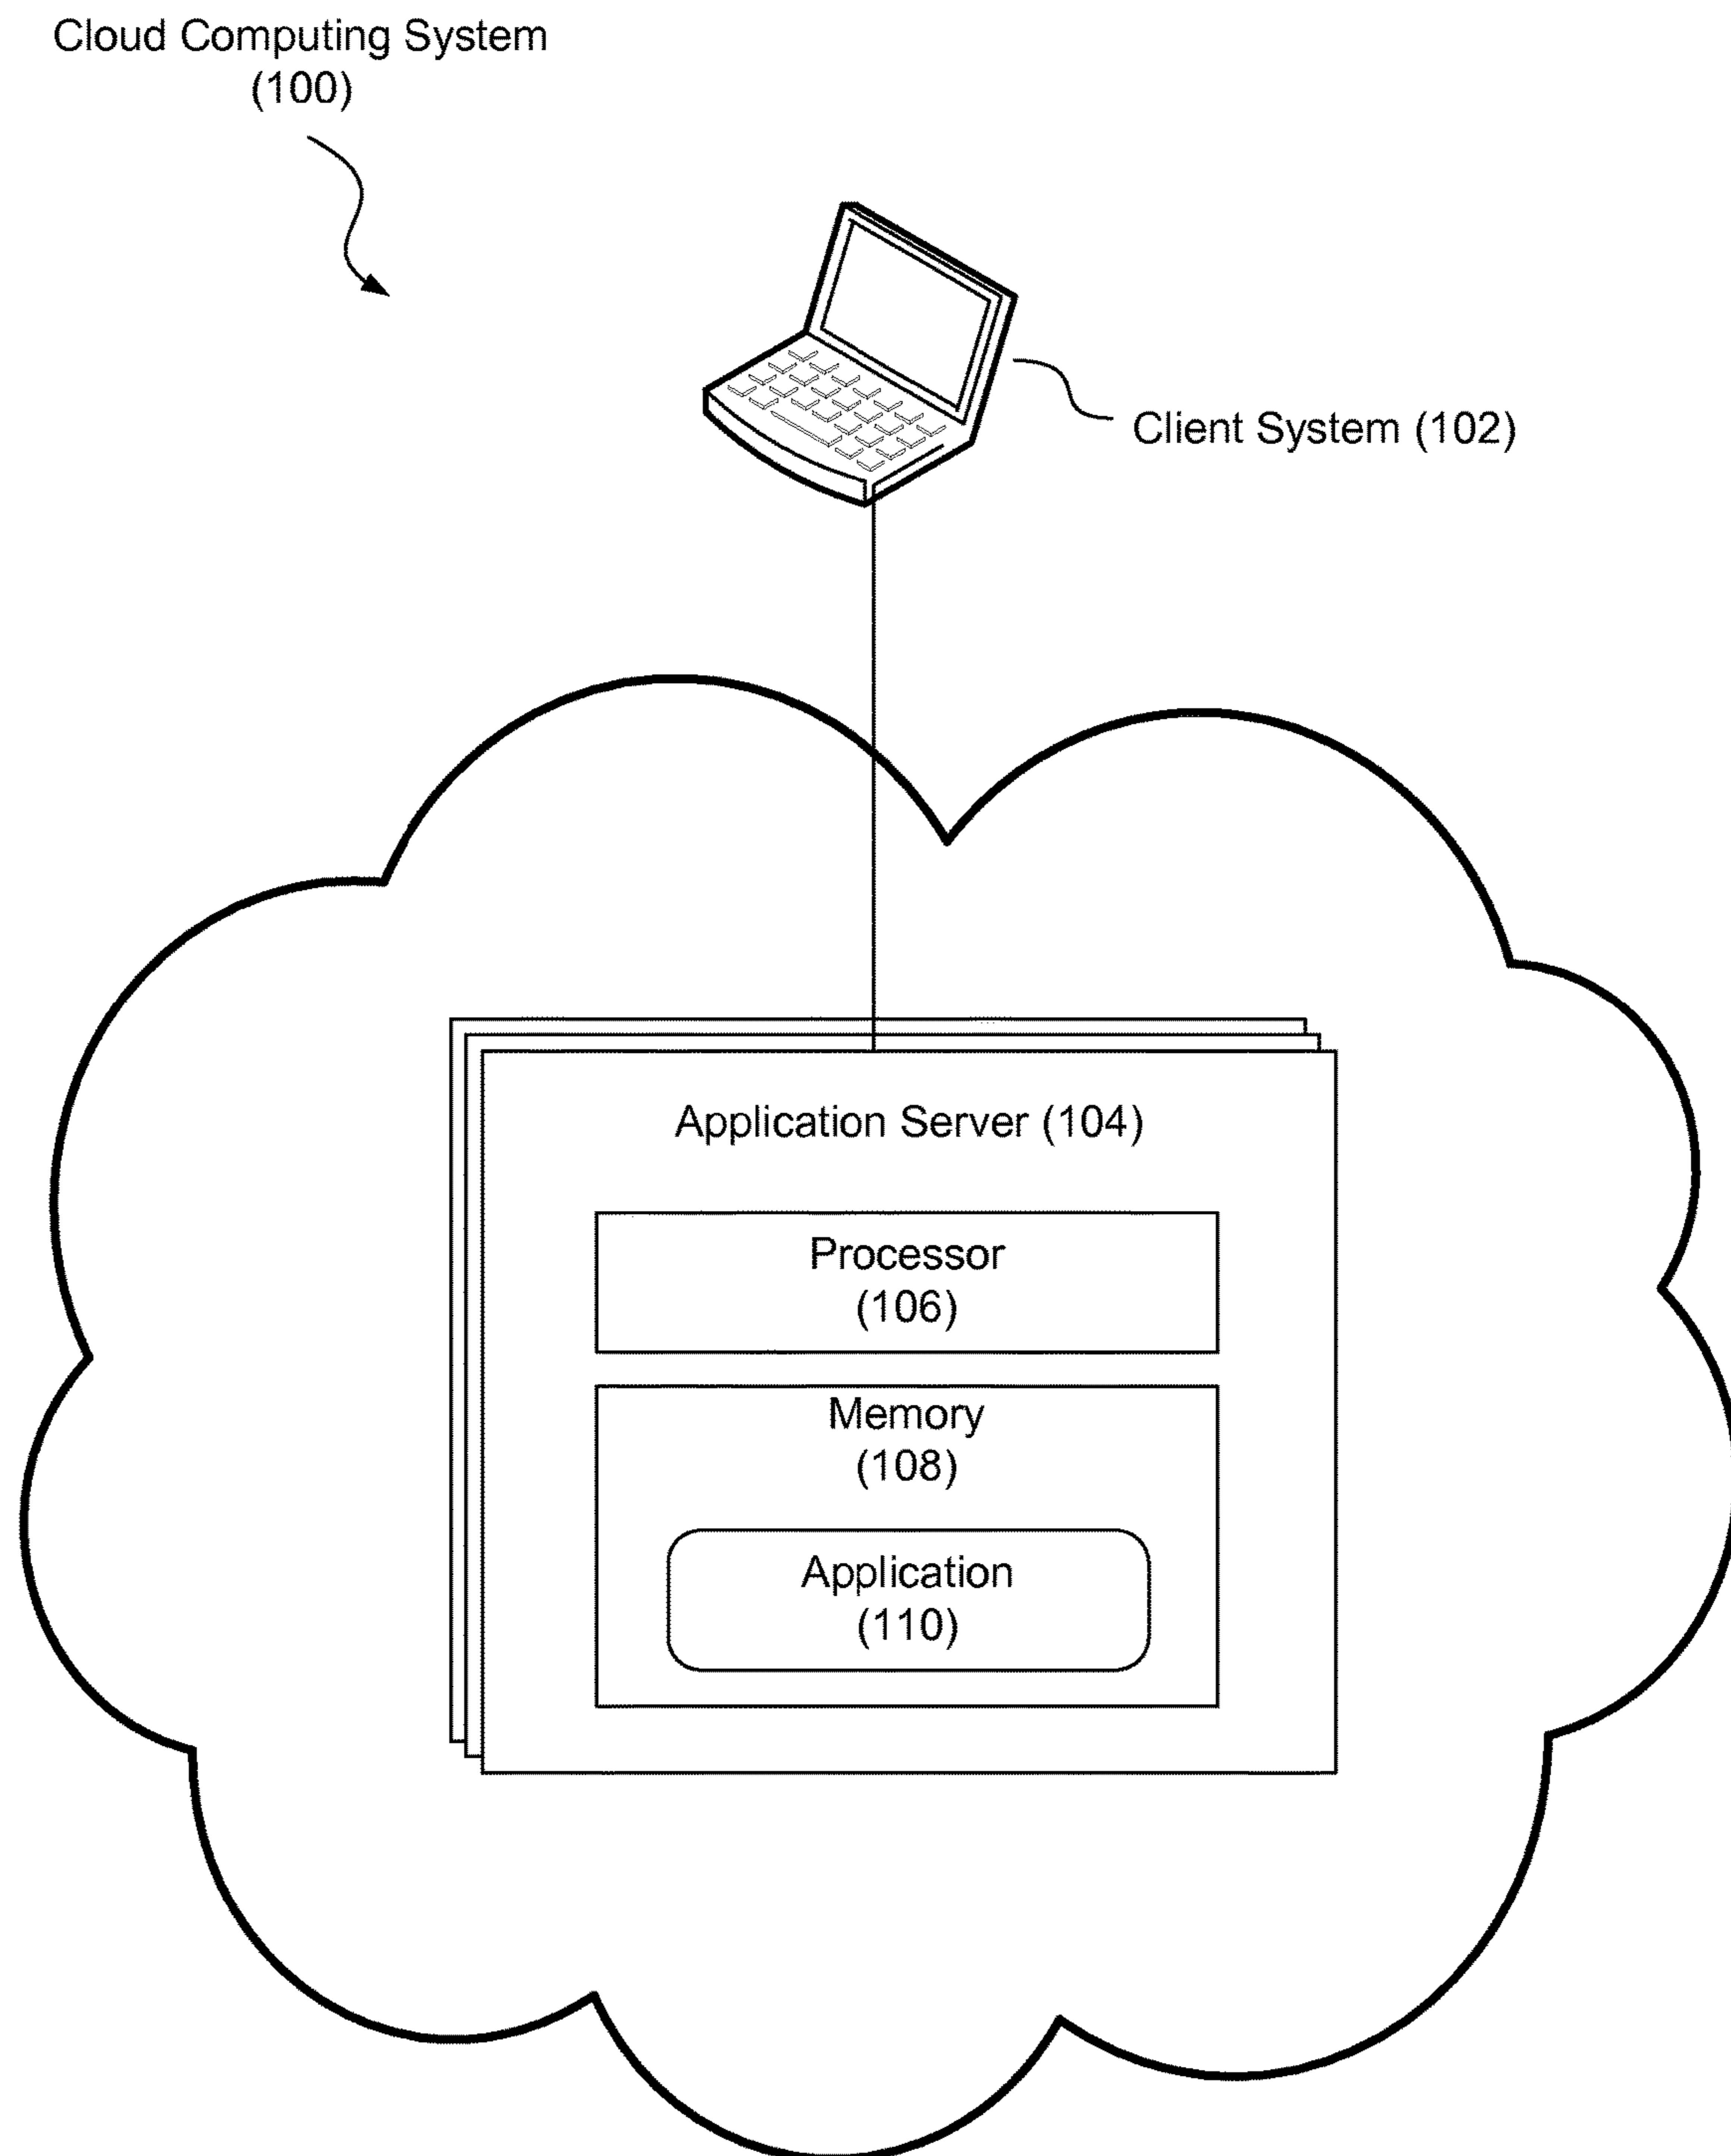 Cloud Computing System
(100)
Client System (102)
Application Server (104)
Processor
(106)
Memory
(108)
Application
(110)